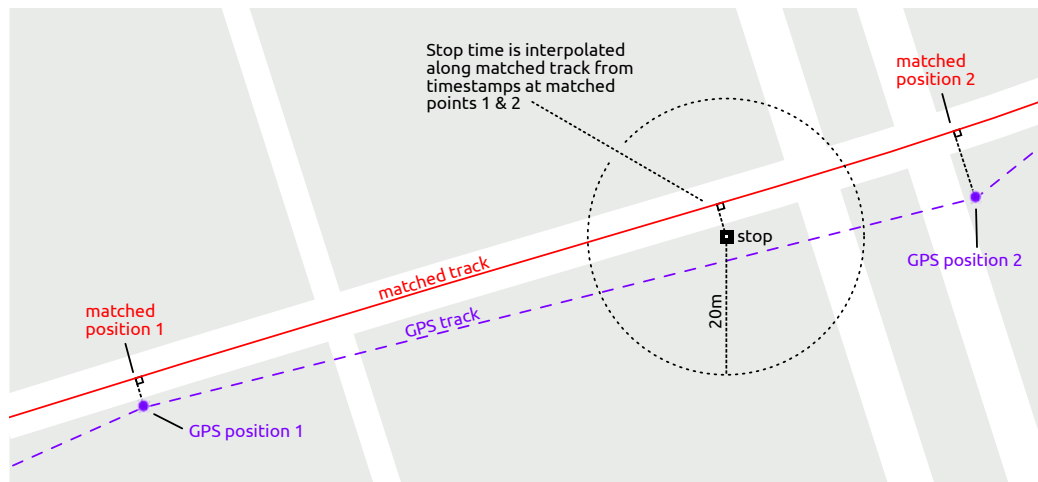 Stop time is interpolated
along matched track from
timestamps at matched
points 1 & 2
matched
position 2
stop
GPS position 2
matched track
20m
GPS track
matched
position 1
GPS position 1